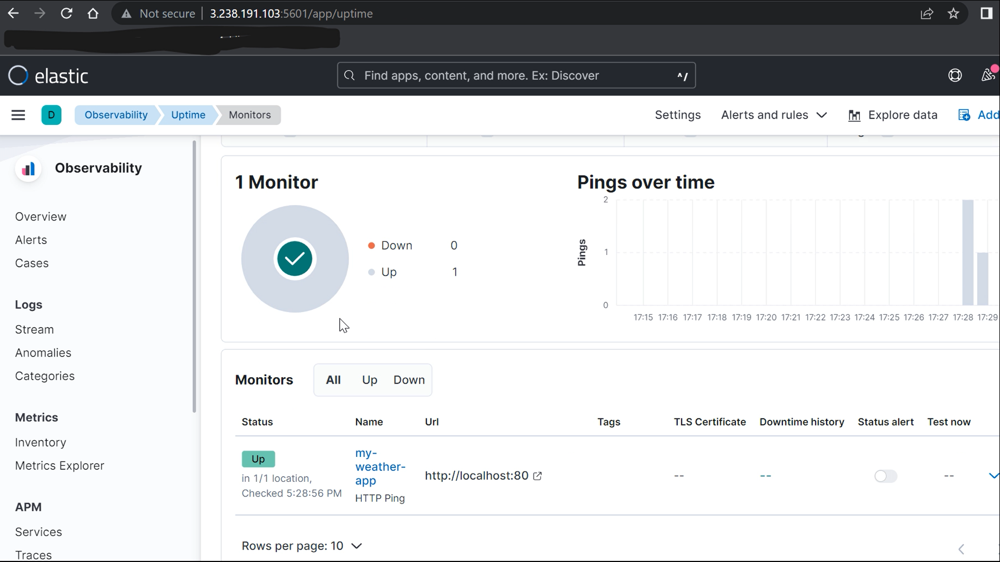 Not secure | 3.238.191.103:5601/app/uptime
elastic
Find apps, content, and more. Ex: Discover ^/
D Observability Uptime Monitors Settings Alerts and rules Explore data Add
Observability
Overview
Alerts
Cases
Logs
Stream
Anomalies
Categories
Metrics
Inventory
Metrics Explorer
APM
Services
Traces
1 Monitor
Down 0
Up 1
Pings over time
Pings
2
1
0
17:15 17:16 17:17 17:18 17:19 17:20 17:21 17:22 17:23 17:24 17:25 17:26 17:27 17:28 17:29
Monitors All Up Down
Status Name Url Tags TLS Certificate Downtime history Status alert Test now
Up
in 1/1 location,
Checked 5:28:56 PM
my-
weather-
app
HTTP Ping
http://localhost:80
-- -- --
Rows per page: 10